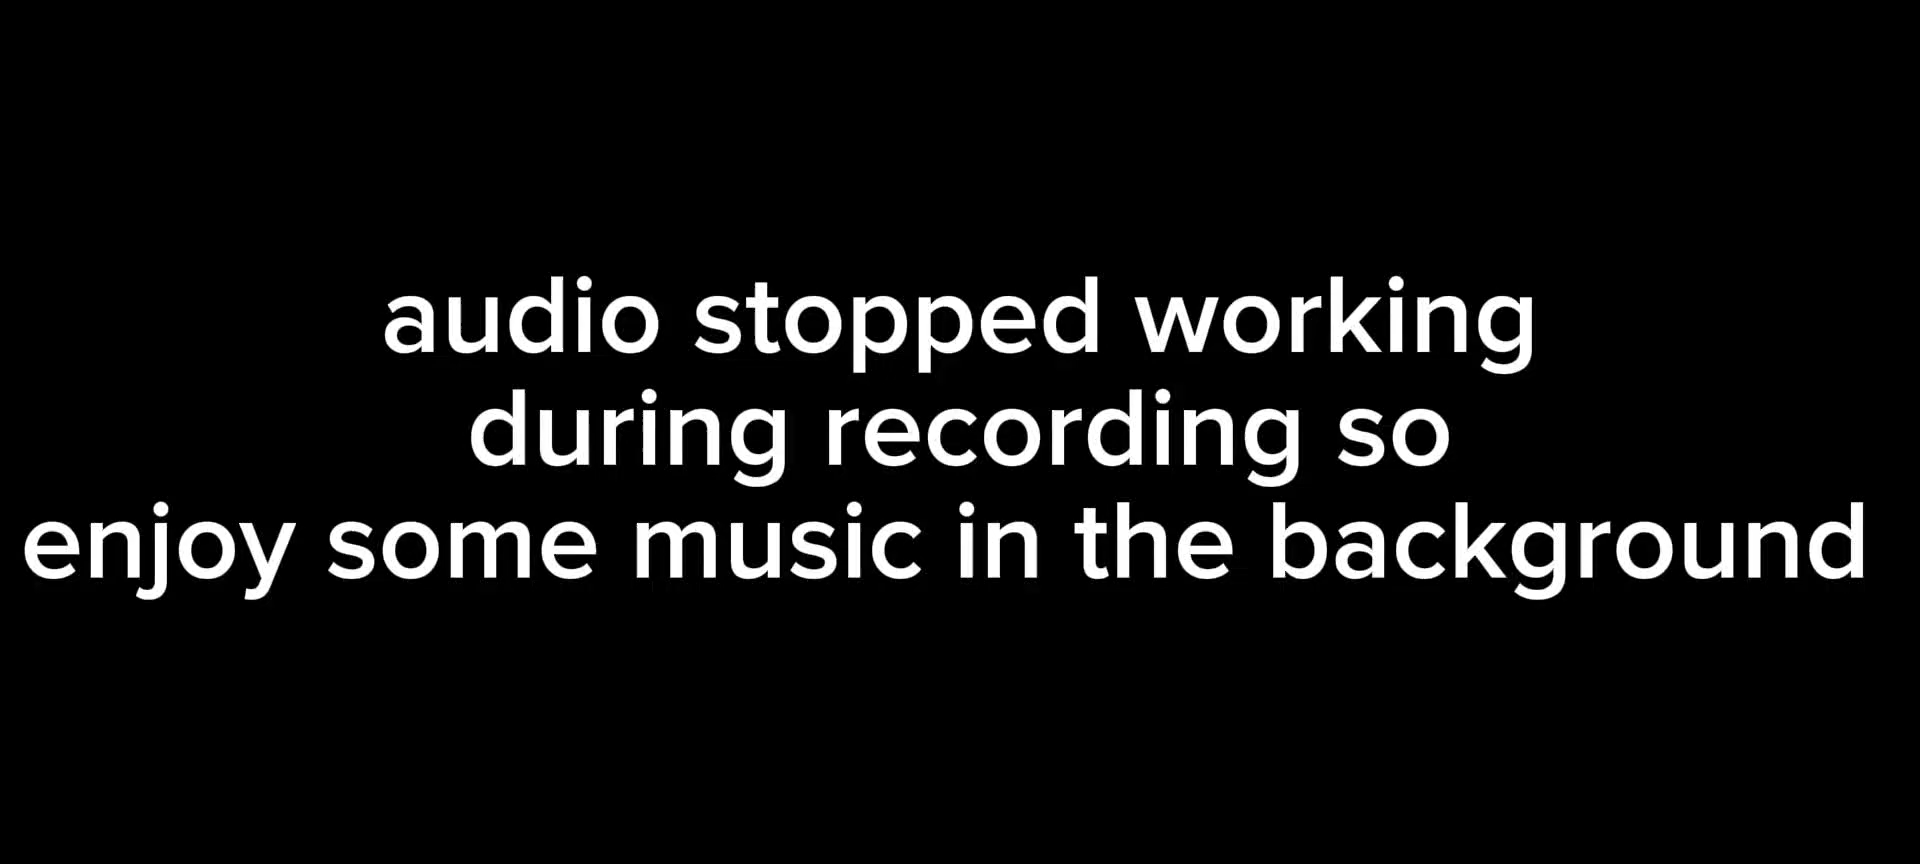 audio stopped working
during recording so
enjoy some music in the background